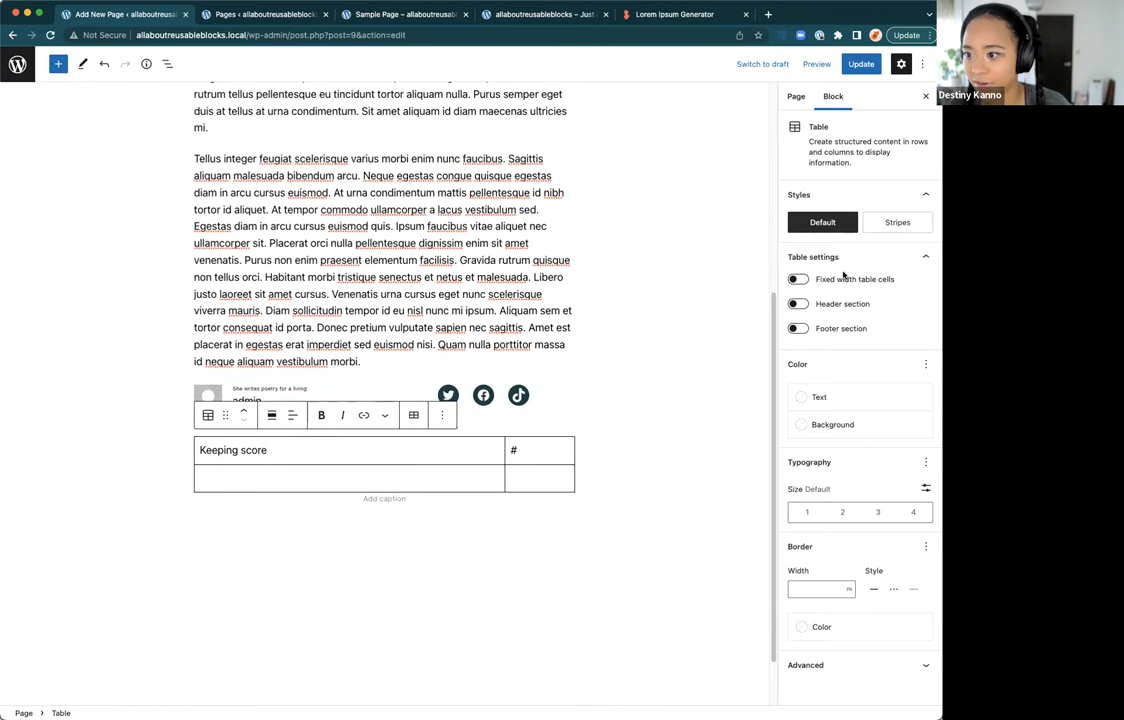 Add New Page ‹ allaboutreusab
Pages ‹ allaboutreusableblocks.
Sample Page – allaboutreusable
allaboutreusableblocks – Just
Lorem Ipsum Generator
Not Secure
allaboutreusableblocks.local/wp-admin/post.php?post=9&action=edit
Update
Switch to draft
Preview
Update
Destiny Kanno
rutrum tellus pellentesque eu tincidunt tortor aliquam nulla. Purus semper eget
duis at tellus at urna condimentum. Sit amet aliquam id diam maecenas ultricies
mi.
Tellus integer feugiat scelerisque varius morbi enim nunc faucibus. Sagittis
aliquam malesuada bibendum arcu. Neque egestas congue quisque egestas
diam in arcu cursus euismod. At urna condimentum mattis pellentesque id nibh
tortor id aliquet. At tempor commodo ullamcorper a lacus vestibulum sed.
Egestas diam in arcu cursus euismod quis. Ipsum faucibus vitae aliquet nec
ullamcorper sit. Placerat orci nulla pellentesque dignissim enim sit amet
venenatis. Purus non enim praesent elementum facilisis. Gravida rutrum quisque
non tellus orci. Habitant morbi tristique senectus et netus et malesuada. Libero
justo laoreet sit amet cursus. Venenatis urna cursus eget nunc scelerisque
viverra mauris. Diam sollicitudin tempor id eu nisl nunc mi ipsum. Aliquam sem et
tortor consequat id porta. Donec pretium vulputate sapien nec sagittis. Amet est
placerat in egestas erat imperdiet sed euismod nisi. Quam nulla porttitor massa
id neque aliquam vestibulum morbi.
She writes poetry for a living
admin
B I
Keeping score #
Add caption
Page Block
Table
Create structured content in rows
and columns to display
information.
Styles
Default Stripes
Table settings
Fixed width table cells
Header section
Footer section
Color
Text
Background
Typography
Size Default
1 2 3 4
Border
Width Style
PX
Color
Advanced
Page › Table